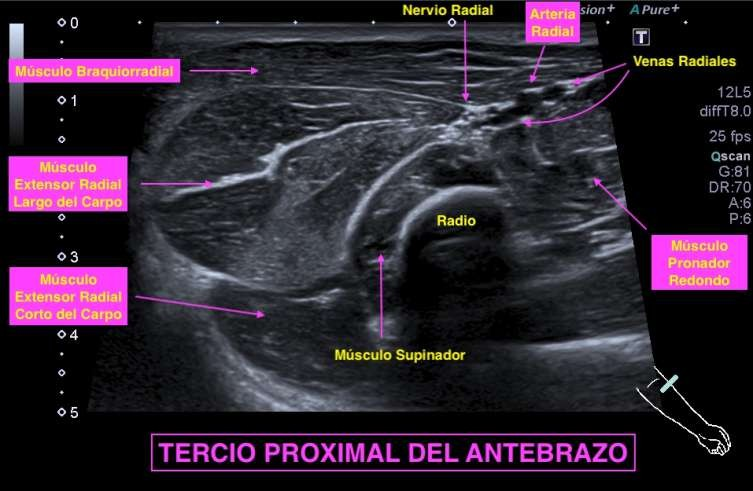 Nervio Radial
Arteria
Radial
sion+
APure+
T
0
Músculo Braquiorradial
Venas Radiales
12L5
diffT8.0
25 fps
Qscan
G:81
DR:70
A:6
P:6
1
Músculo
Extensor Radial
Largo del Carpo
Radio
3
Músculo
Pronador
Redondo
Músculo
Extensor Radial
Corto del Carpo
4
Músculo Supinador
5
TERCIO PROXIMAL DEL ANTEBRAZO